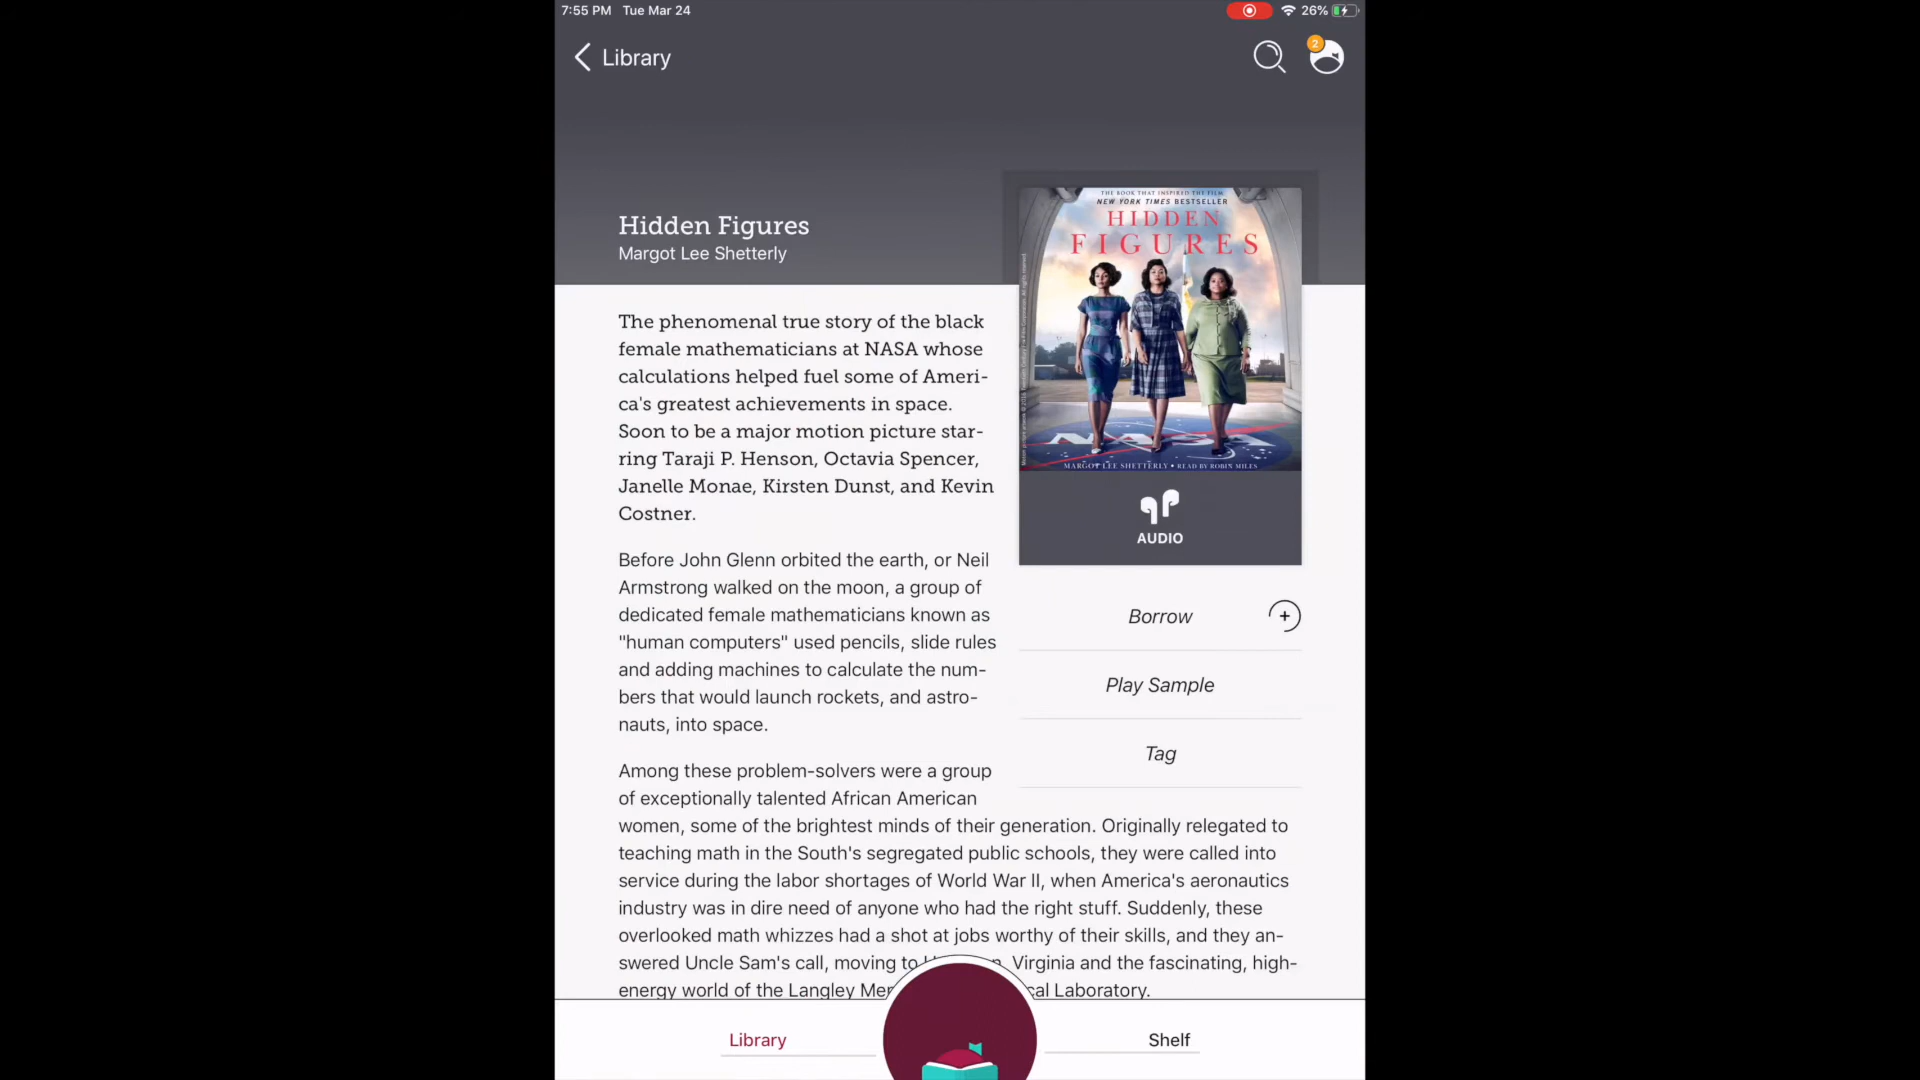 7:55 PM Tue Mar 24
26%
Library
2
Hidden Figures
Margot Lee Shetterly
THE BOOK THAT INSPIRED THE FILM
NEW YORK TIMES BESTSELLER
HIDDEN
FIGURES
NASA
MARGOT LEE SHETTERLY • READ BY ROBIN MILES
AUDIO
Borrow
+
Play Sample
Tag
The phenomenal true story of the black
female mathematicians at NASA whose
calculations helped fuel some of Ameri-
ca's greatest achievements in space.
Soon to be a major motion picture star-
ring Taraji P. Henson, Octavia Spencer,
Janelle Monae, Kirsten Dunst, and Kevin
Costner.
Before John Glenn orbited the earth, or Neil
Armstrong walked on the moon, a group of
dedicated female mathematicians known as
"human computers" used pencils, slide rules
and adding machines to calculate the num-
bers that would launch rockets, and astro-
nauts, into space.
Among these problem-solvers were a group
of exceptionally talented African American
women, some of the brightest minds of their generation. Originally relegated to
teaching math in the South's segregated public schools, they were called into
service during the labor shortages of World War II, when America's aeronautics
industry was in dire need of anyone who had the right stuff. Suddenly, these
overlooked math whizzes had a shot at jobs worthy of their skills, and they an-
swered Uncle Sam's call, moving to Virginia and the fascinating, high-
energy world of the Langley Laboratory.
Library
Shelf